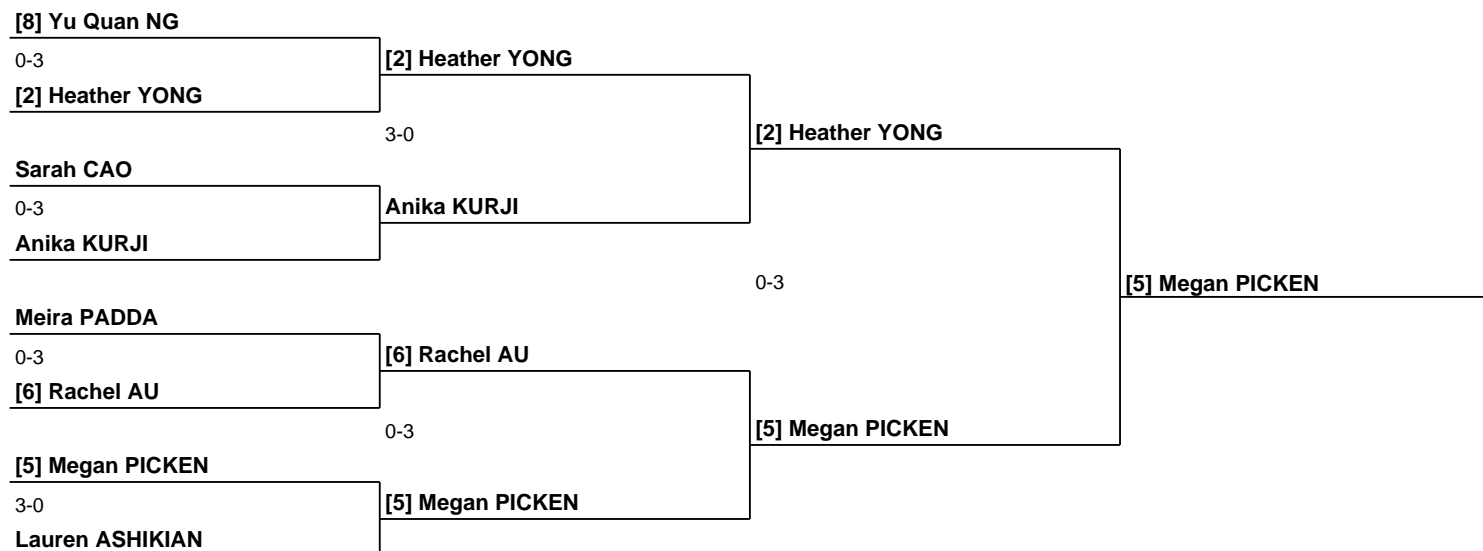 [8] Yu Quan NG
0-3
[2] Heather YONG
[2] Heather YONG
3-0
[2] Heather YONG
Sarah CAO
0-3
Anika KURJI
Anika KURJI
0-3
[5] Megan PICKEN
Meira PADDA
0-3
[6] Rachel AU
[6] Rachel AU
0-3
[5] Megan PICKEN
[5] Megan PICKEN
3-0
[5] Megan PICKEN
Lauren ASHIKIAN